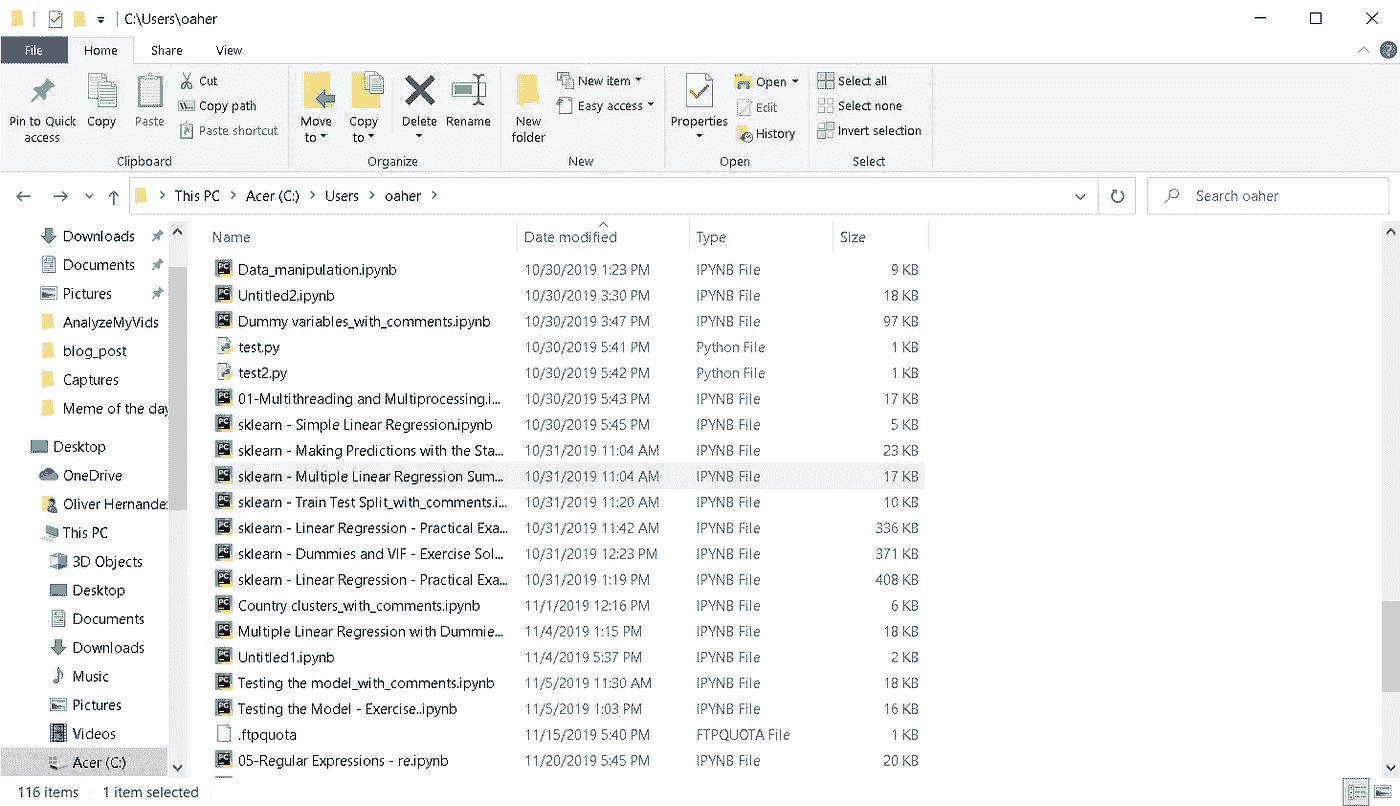 C:\Users\oaher
File Home Share View
Pin to Quick access
Copy
Paste
Cut
Copy path
Paste shortcut
Clipboard
Move to
Copy to
Delete
Rename
Organize
New folder
New item
Easy access
New
Properties
Open
Edit
History
Open
Select all
Select none
Invert selection
Select
This PC > Acer (C:) > Users > oaher >
Search oaher
Downloads
Documents
Pictures
AnalyzeMyVids
blog_post
Captures
Meme of the day
Desktop
OneDrive
Oliver Hernande
This PC
3D Objects
Desktop
Documents
Downloads
Music
Pictures
Videos
Acer (C:)
Name Date modified Type Size
Data_manipulation.ipynb 10/30/2019 1:23 PM IPYNB File 9 KB
Untitled2.ipynb 10/30/2019 3:30 PM IPYNB File 18 KB
Dummy variables_with_comments.ipynb 10/30/2019 3:47 PM IPYNB File 97 KB
test.py 10/30/2019 5:41 PM Python File 1 KB
test2.py 10/30/2019 5:42 PM Python File 1 KB
01-Multithreading and Multiprocessing.i... 10/30/2019 5:43 PM IPYNB File 17 KB
sklearn - Simple Linear Regression.ipynb 10/30/2019 5:45 PM IPYNB File 5 KB
sklearn - Making Predictions with the Sta... 10/31/2019 11:04 AM IPYNB File 23 KB
sklearn - Multiple Linear Regression Sum... 10/31/2019 11:04 AM IPYNB File 17 KB
sklearn - Train Test Split_with_comments.i... 10/31/2019 11:20 AM IPYNB File 10 KB
sklearn - Linear Regression - Practical Exa... 10/31/2019 11:42 AM IPYNB File 336 KB
sklearn - Dummies and VIF - Exercise Sol... 10/31/2019 12:23 PM IPYNB File 371 KB
sklearn - Linear Regression - Practical Exa... 10/31/2019 1:19 PM IPYNB File 408 KB
Country clusters_with_comments.ipynb 11/1/2019 12:16 PM IPYNB File 6 KB
Multiple Linear Regression with Dummie... 11/4/2019 1:15 PM IPYNB File 18 KB
Untitled1.ipynb 11/4/2019 5:37 PM IPYNB File 2 KB
Testing the model_with_comments.ipynb 11/5/2019 11:30 AM IPYNB File 18 KB
Testing the Model - Exercise..ipynb 11/5/2019 1:03 PM IPYNB File 16 KB
.ftpquota 11/15/2019 5:40 PM FTPQUOTA File 1 KB
05-Regular Expressions - re.ipynb 11/20/2019 5:45 PM IPYNB File 20 KB
116 items 1 item selected